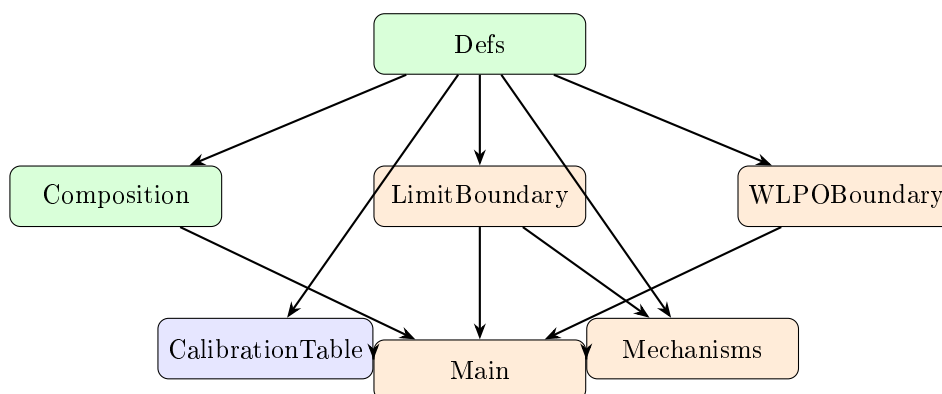 Defs
Composition
LimitBoundary
WLPOBoundary
CalibrationTable
Main
Mechanisms